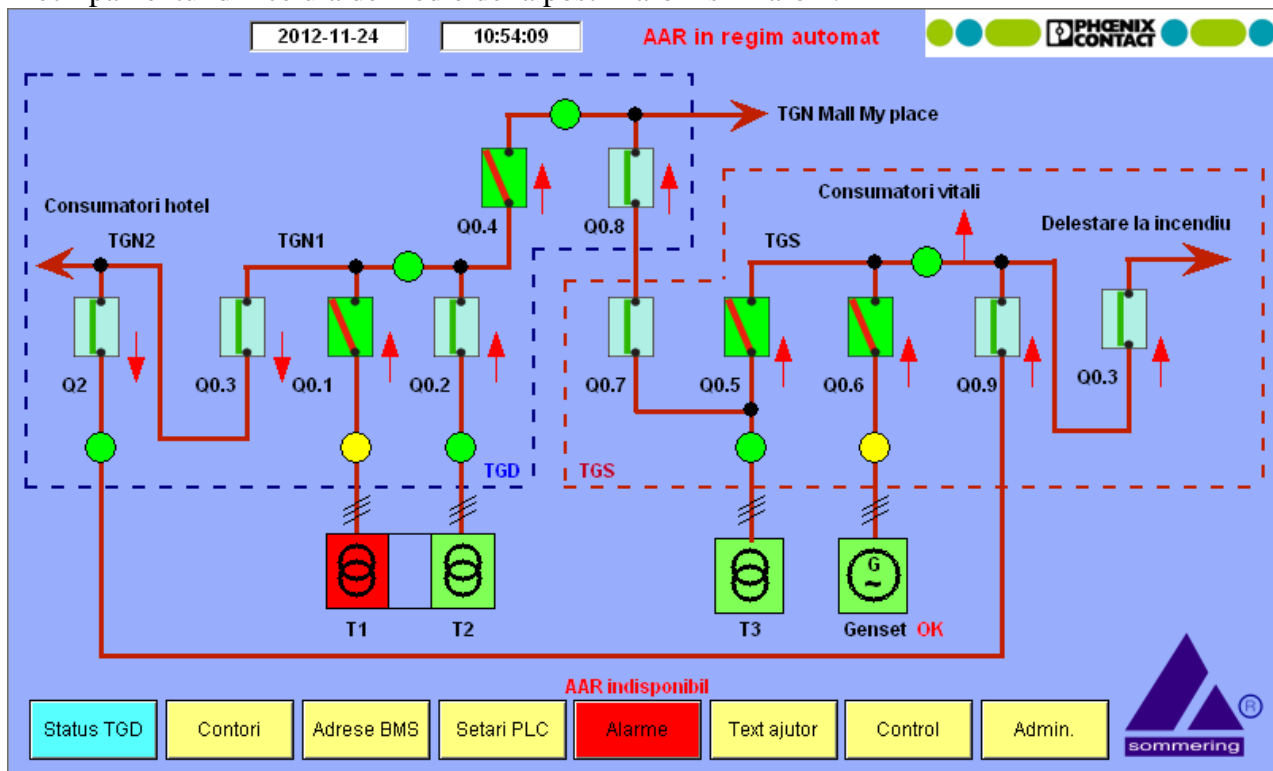 2012-11-24
10:54:09
AAR in regim automat
PHŒNIX
CONTACT
TGN Mall My place
Consumatori vitali
Consumatori hotel
Q0.4
Q0.8
Delestare la incendiu
TGN2
TGN1
TGS
Q2
Q0.3
Q0.1
Q0.2
Q0.7
Q0.5
Q0.6
Q0.9
Q0.3
TGD
TGS
G
~
T1
T2
T3
Genset OK
AAR indisponibil
Status TGD
Contori
Adrese BMS
Setari PLC
Alarme
Text ajutor
Control
Admin.
®
sommering